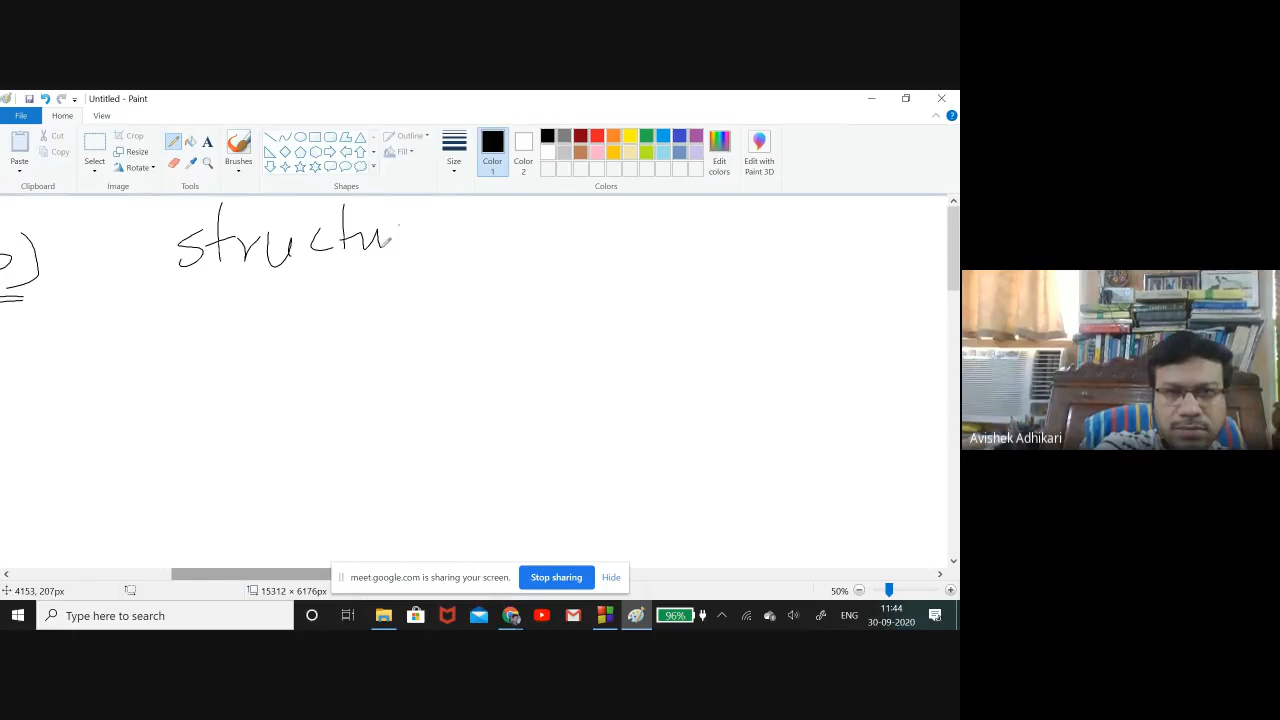 Untitled - Paint
File Home View
Paste
Cut
Copy
Clipboard
Select
Crop
Resize
Rotate
Image
Tools
Brushes
Outline
Fill
Shapes
Size
Color 1
Color 2
Edit colors
Colors
Edit with Paint 3D
structu
)
Avishek Adhikari
meet.google.com is sharing your screen. Stop sharing Hide
4153, 207px 15312 × 6176px 50%
Type here to search 96% ENG 11:44
30-09-2020